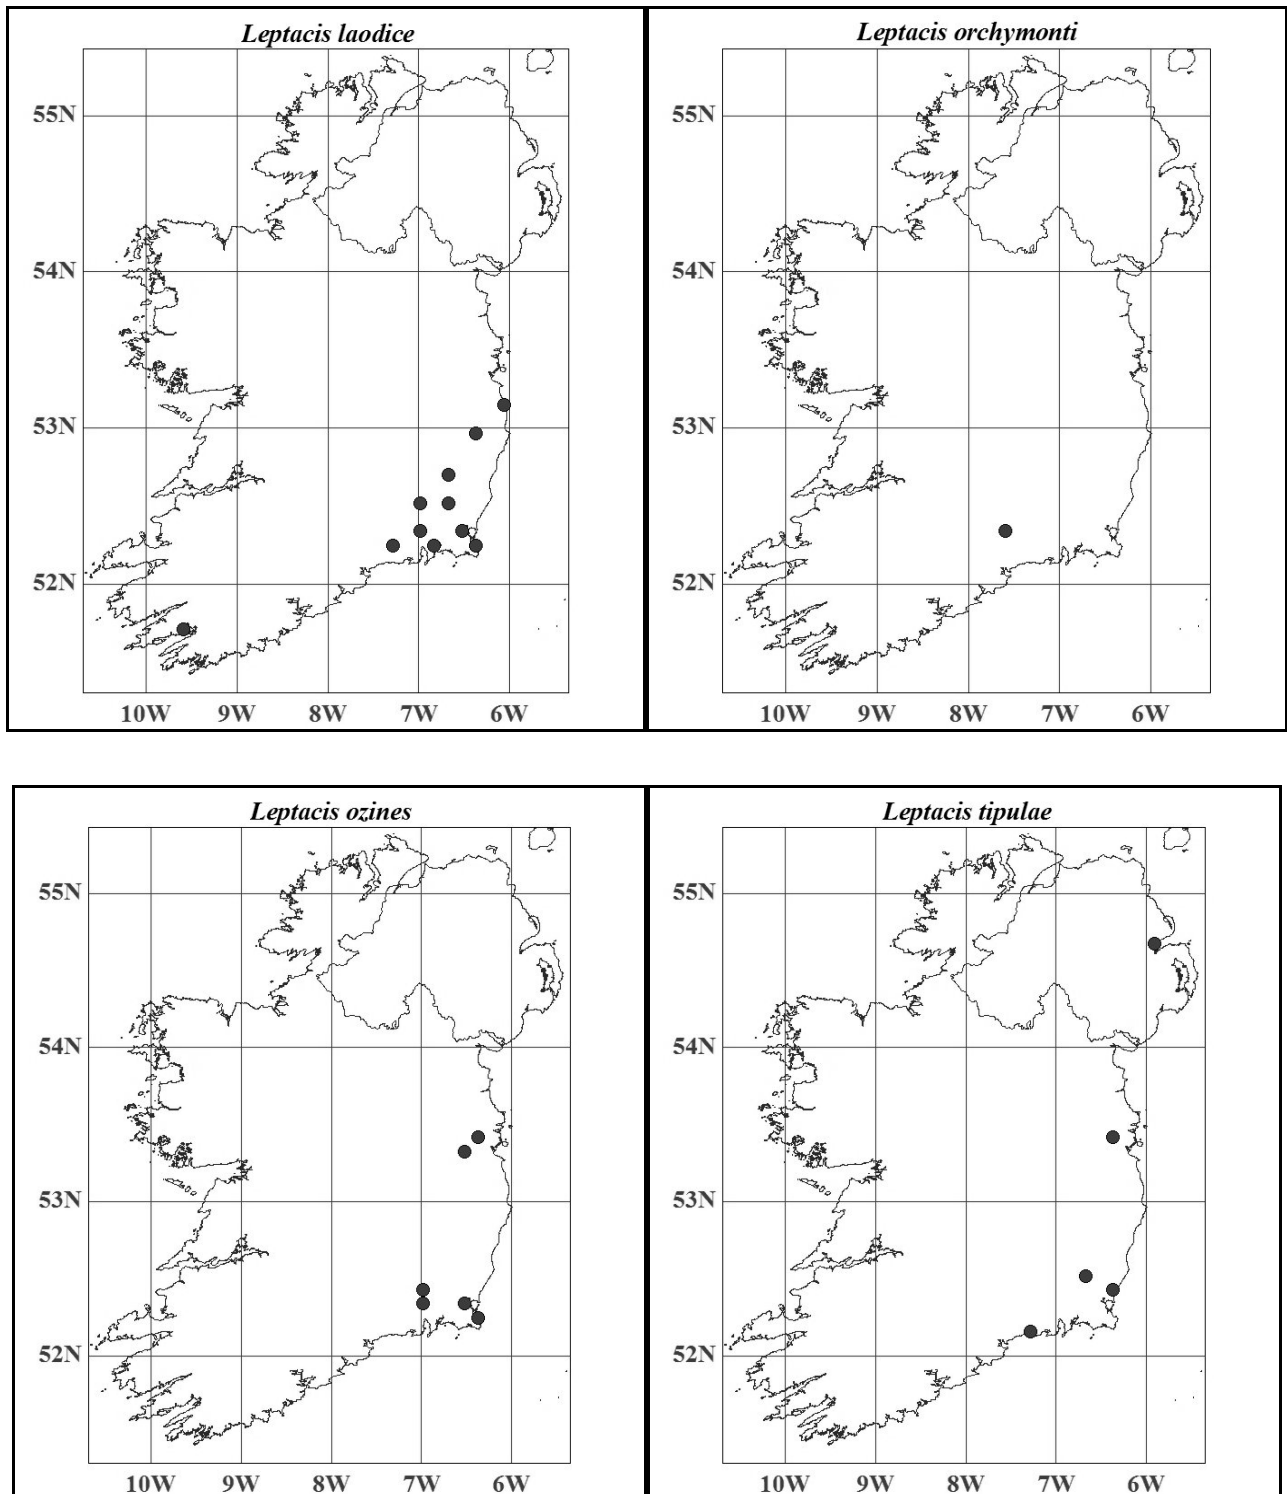 Leptacis laodice
55N
54N
53N
52N
10W 9W 8W 7W 6W
Leptacis orchymonti
55N
54N
53N
52N
10W 9W 8W 7W 6W
Leptacis ozines
55N
54N
53N
52N
10W 9W 8W 7W 6W
Leptacis tipulae
55N
54N
53N
52N
10W 9W 8W 7W 6W